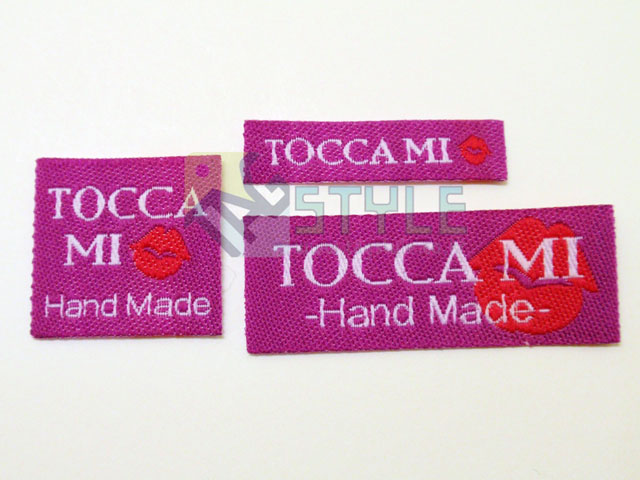 TOCCA
MI
Hand Made
TOCCA MI
TOCCA MI
-Hand Made-
STYLE